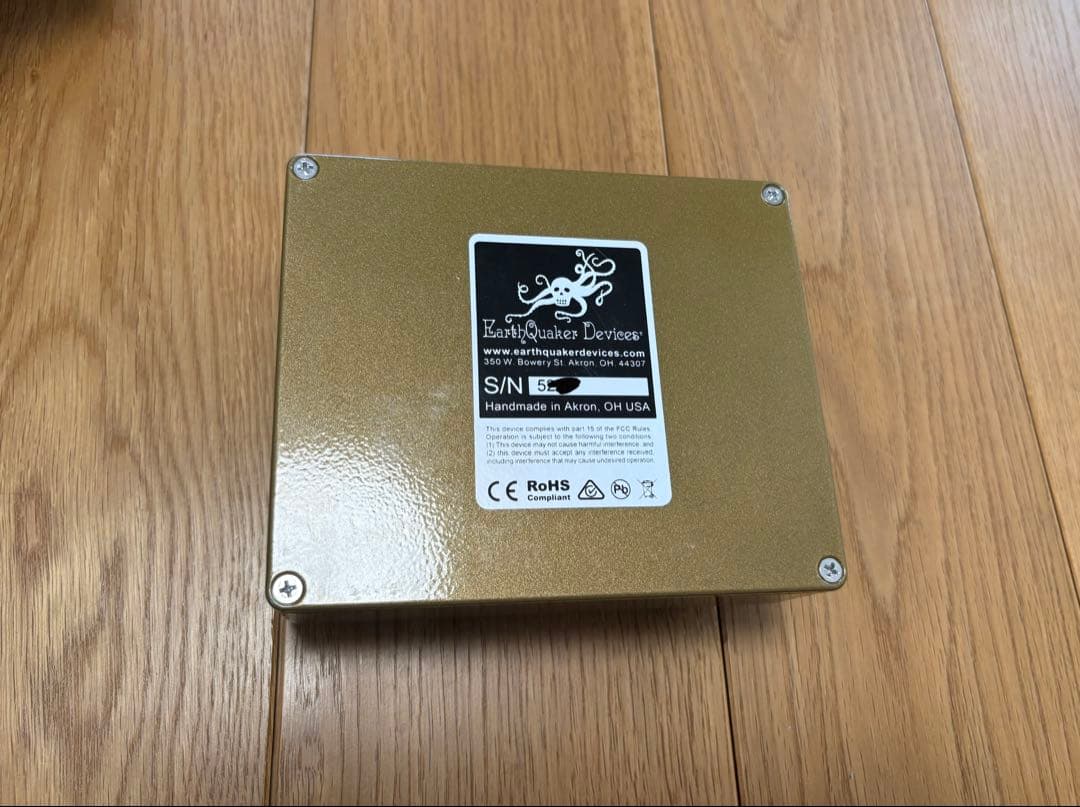 EarthQuaker Devices®
www.earthquakerdevices.com
350 W. Bowery St. Akron, OH. 44307
S/N 52
Handmade in Akron, OH USA
This device complies with part 15 of the FCC Rules.
Operation is subject to the following two conditions.
(1) This device may not cause harmful interference, and
(2) this device must accept any interference received,
including interference that may cause undesired operation.
CE RoHS Compliant Pb